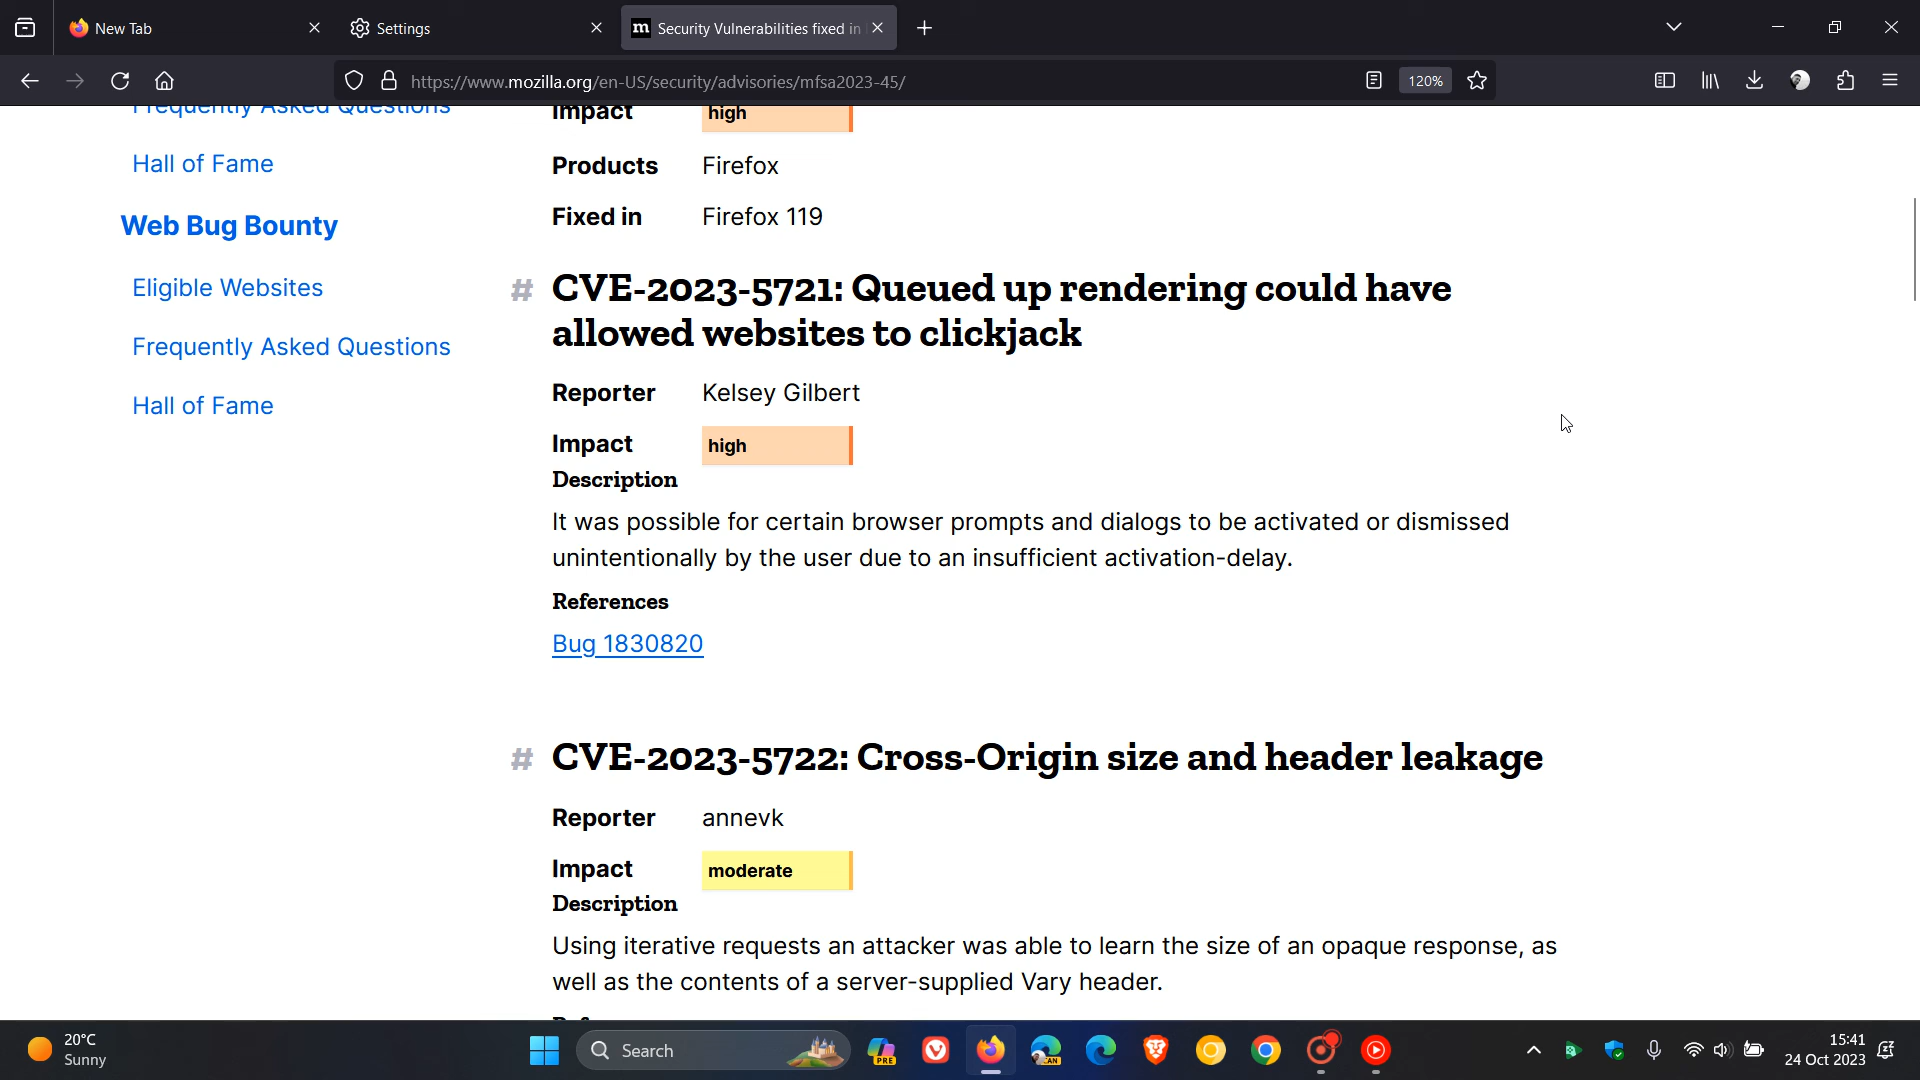 New Tab
Settings
Security Vulnerabilities fixed in
https://www.mozilla.org/en-US/security/advisories/mfsa2023-45/
120%
Frequently Asked Questions
Hall of Fame
Web Bug Bounty
Eligible Websites
Frequently Asked Questions
Hall of Fame
Impact high
Products Firefox
Fixed in Firefox 119
# CVE-2023-5721: Queued up rendering could have
allowed websites to clickjack
Reporter Kelsey Gilbert
Impact high
Description
It was possible for certain browser prompts and dialogs to be activated or dismissed
unintentionally by the user due to an insufficient activation-delay.
References
Bug 1830820
# CVE-2023-5722: Cross-Origin size and header leakage
Reporter annevk
Impact moderate
Description
Using iterative requests an attacker was able to learn the size of an opaque response, as
well as the contents of a server-supplied Vary header.
20°C
Sunny
Search
PRE
CAN
15:41
24 Oct 2023